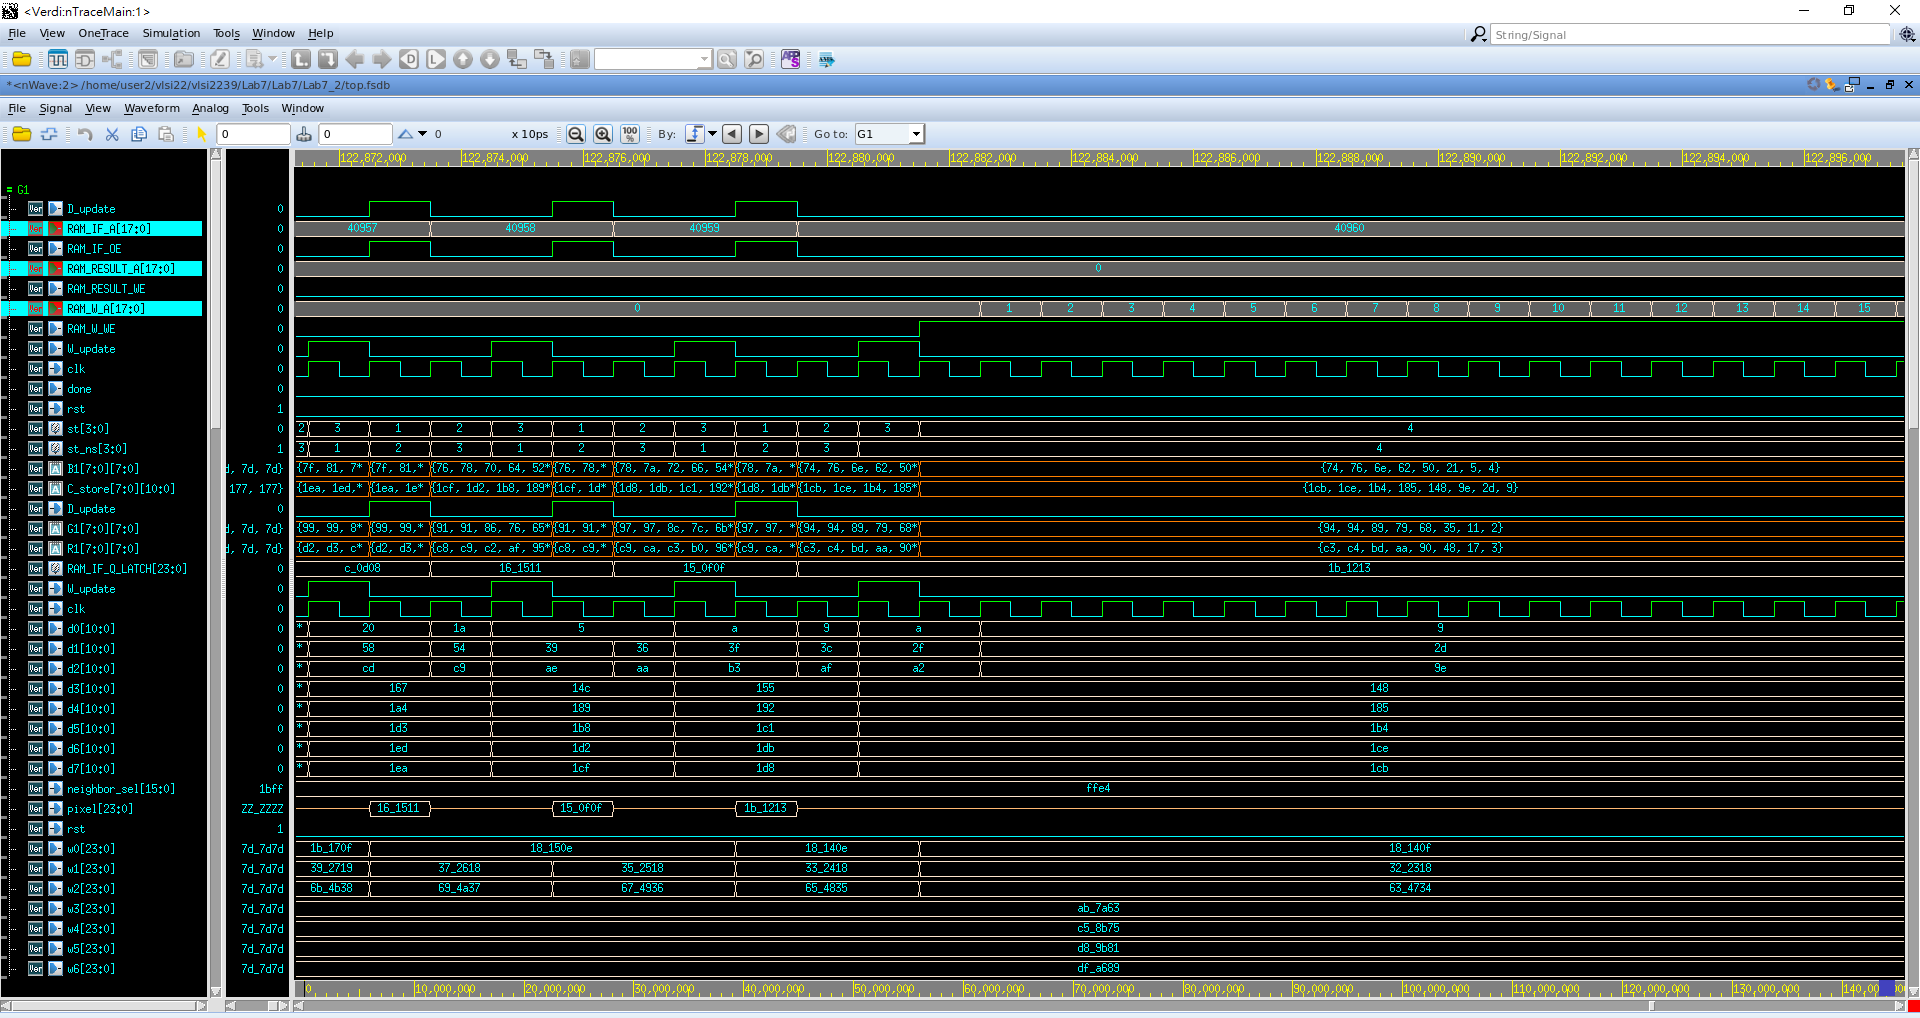 <Verdi:nTraceMain:1>
File View OneTrace Simulation Tools Window Help
String/Signal
*<nWave:2> /home/user2/vlsi22/vlsi2239/Lab7/Lab7/Lab7_2/top.fsdb
File Signal View Waveform Analog Tools Window
0 0 0 x 10ps 100% By: Go to: G1
122,872,000 122,874,000 122,876,000 122,878,000 122,880,000 122,882,000 122,884,000 122,886,000 122,888,000 122,890,000 122,892,000 122,894,000 122,896,000
G1
D_update 0
RAM_IF_A[17:0] 0 40957 40958 40959 40960
RAM_IF_OE 0
RAM_RESULT_A[17:0] 0 0
RAM_RESULT_WE 0
RAM_W_A[17:0] 0 0 1 2 3 4 5 6 7 8 9 10 11 12 13 14 15
RAM_W_WE 0
W_update 0
clk 0
done 0
rst 1
st[3:0] 0 2 3 1 2 3 1 2 3 1 2 3 4
st_ns[3:0] 1 3 1 2 3 1 2 3 1 2 3 4
B1[7:0][7:0] d, 7d, 7d} {7f, 81, 7* {7f, 81,* {76, 78, 70, 64, 52* {76, 78,* {78, 7a, 72, 66, 54* {78, 7a, * {74, 76, 6e, 62, 50* {74, 76, 6e, 62, 50, 21, 5, 4}
C_store[7:0][10:0] 177, 177} {1ea, 1ed,* {1ea, 1e* {1cf, 1d2, 1b8, 189* {1cf, 1d* {1d8, 1db, 1c1, 192* {1d8, 1db* {1cb, 1ce, 1b4, 185* {1cb, 1ce, 1b4, 185, 148, 9e, 2d, 9}
D_update 0
G1[7:0][7:0] d, 7d, 7d} {99, 99, 8* {99, 99,* {91, 91, 86, 76, 65* {91, 91,* {97, 97, 8c, 7c, 6b* {97, 97, * {94, 94, 89, 79, 68* {94, 94, 89, 79, 68, 35, 11, 2}
R1[7:0][7:0] d, 7d, 7d} {d2, d3, c* {d2, d3,* {c8, c9, c2, af, 95* {c8, c9,* {c9, ca, c3, b0, 96* {c9, ca, * {c3, c4, bd, aa, 90* {c3, c4, bd, aa, 90, 48, 17, 3}
RAM_IF_Q_LATCH[23:0] 0 c_0d08 16_1511 15_0f0f 1b_1213
W_update 0
clk 0
d0[10:0] 0 * 20 1a 5 a 9 a 9
d1[10:0] 0 * 58 54 39 36 3f 3c 2f 2d
d2[10:0] 0 * cd c9 ae aa b3 af a2 9e
d3[10:0] 0 * 167 14c 155 148
d4[10:0] 0 * 1a4 189 192 185
d5[10:0] 0 * 1d3 1b8 1c1 1b4
d6[10:0] 0 * 1ed 1d2 1db 1ce
d7[10:0] 0 * 1ea 1cf 1d8 1cb
neighbor_sel[15:0] 1bff ffe4
pixel[23:0] ZZ_ZZZZ 16_1511 15_0f0f 1b_1213
rst 1
w0[23:0] 7d_7d7d 1b_170f 18_150e 18_140e 18_140f
w1[23:0] 7d_7d7d 39_2719 37_2618 35_2518 33_2418 32_2318
w2[23:0] 7d_7d7d 6b_4b38 69_4a37 67_4936 65_4835 63_4734
w3[23:0] 7d_7d7d ab_7a63
w4[23:0] 7d_7d7d c5_8b75
w5[23:0] 7d_7d7d d8_9b81
w6[23:0] 7d_7d7d df_a689
0 10,000,000 20,000,000 30,000,000 40,000,000 50,000,000 60,000,000 70,000,000 80,000,000 90,000,000 100,000,000 110,000,000 120,000,000 130,000,000